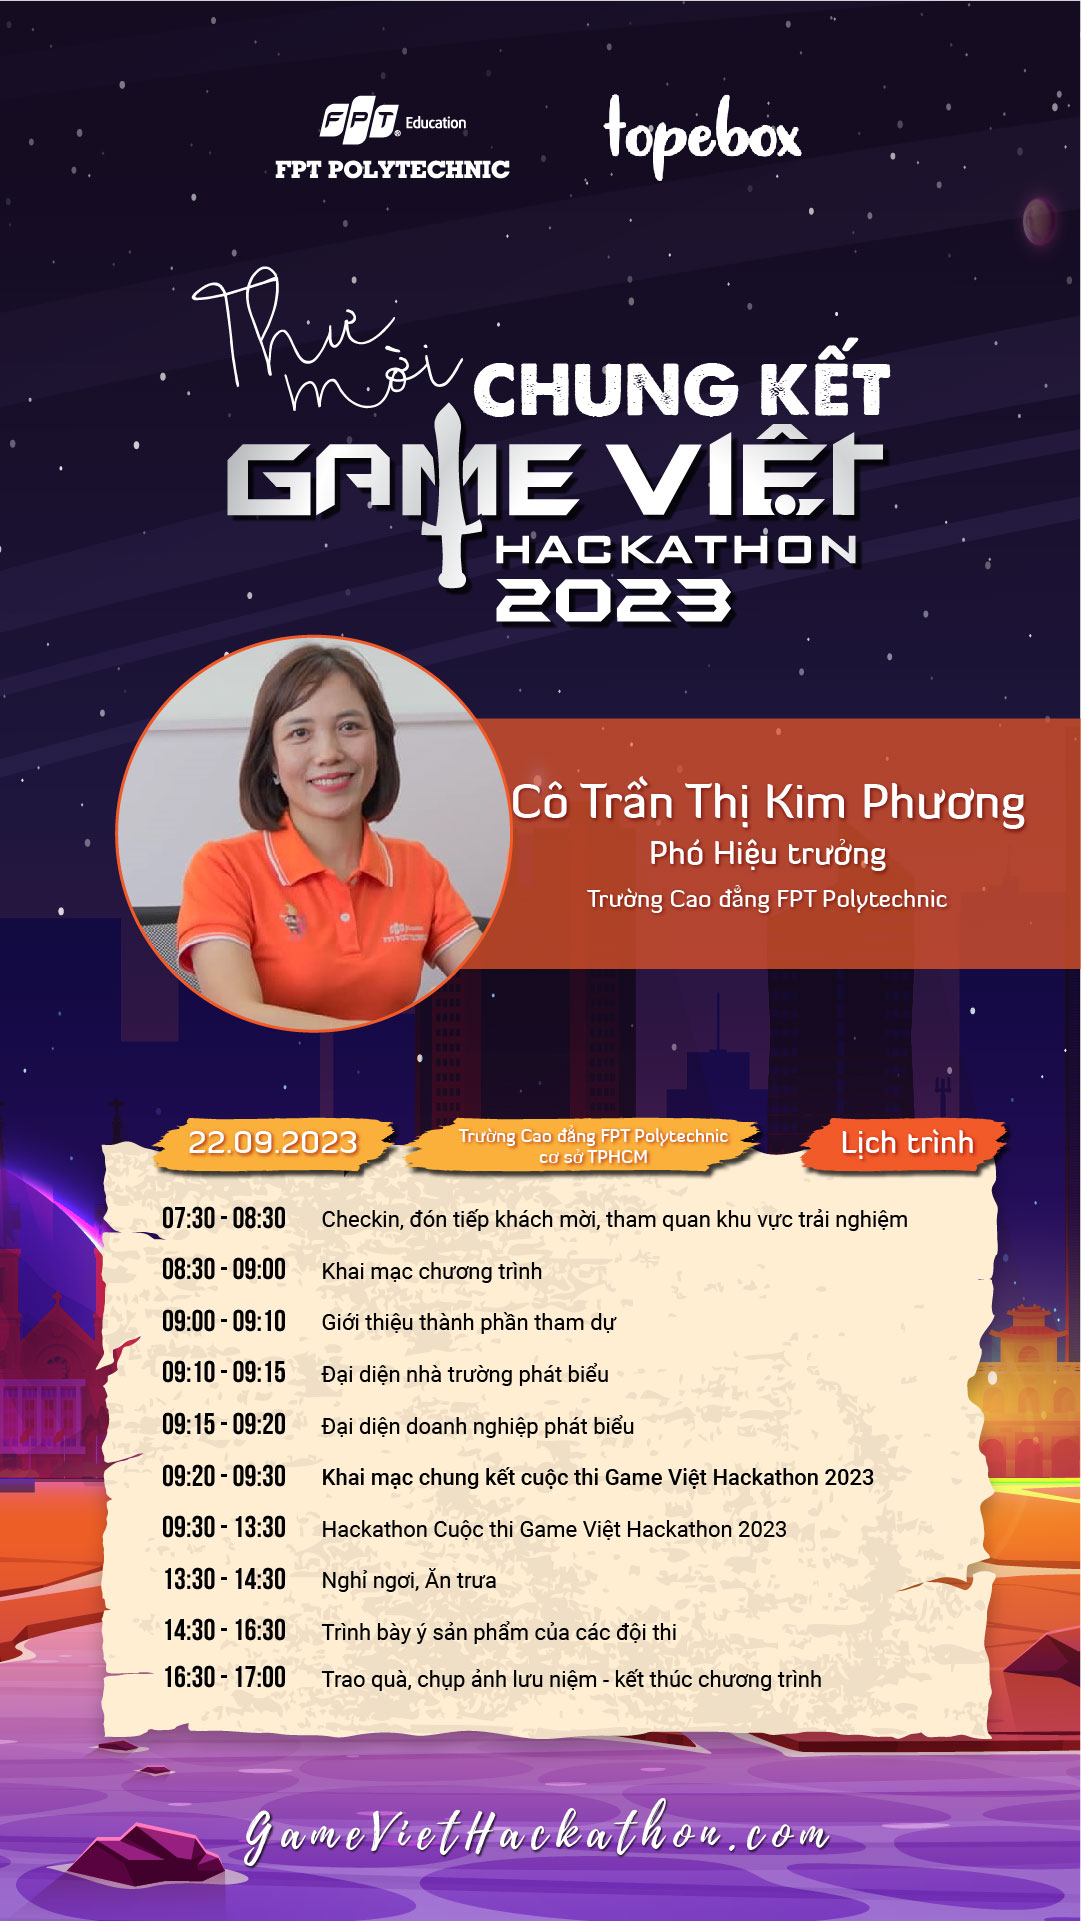 FPT Education
FPT POLYTECHNIC
topebox
Thư mời
CHUNG KẾT
GAME VIỆT
HACKATHON
2023
FPT Education
FPT POLYTECHNIC
Cô Trần Thị Kim Phương
Phó Hiệu trưởng
Trường Cao đẳng FPT Polytechnic
22.09.2023
Trường Cao đẳng FPT Polytechnic
cơ sở TPHCM
Lịch trình
07:30 - 08:30 Checkin, đón tiếp khách mời, tham quan khu vực trải nghiệm
08:30 - 09:00 Khai mạc chương trình
09:00 - 09:10 Giới thiệu thành phần tham dự
09:10 - 09:15 Đại diện nhà trường phát biểu
09:15 - 09:20 Đại diện doanh nghiệp phát biểu
09:20 - 09:30 Khai mạc chung kết cuộc thi Game Việt Hackathon 2023
09:30 - 13:30 Hackathon Cuộc thi Game Việt Hackathon 2023
13:30 - 14:30 Nghỉ ngơi, Ăn trưa
14:30 - 16:30 Trình bày ý sản phẩm của các đội thi
16:30 - 17:00 Trao quà, chụp ảnh lưu niệm - kết thúc chương trình
GameVietHackathon.com